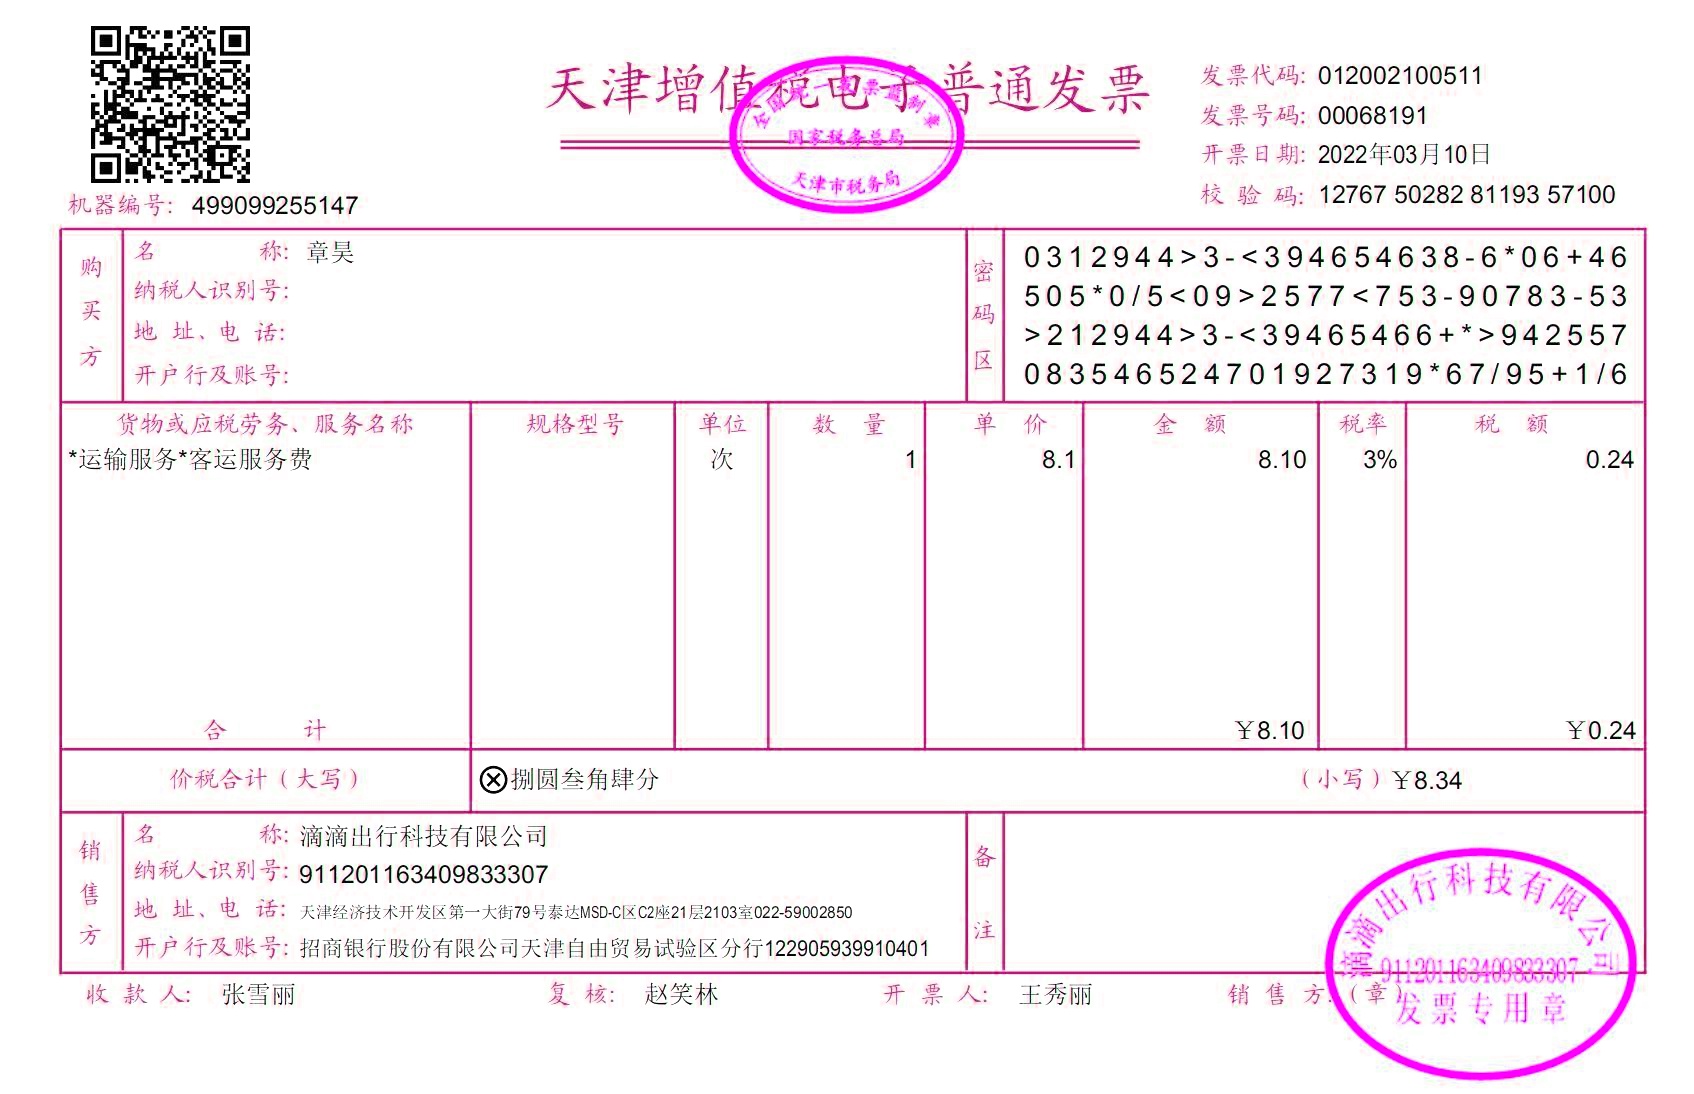 天津增值税电子普通发票
全国统一发票监制章
国家税务总局
天津市税务局
发票代码: 012002100511
发票号码: 00068191
开票日期: 2022年03月10日
校 验 码: 12767 50282 81193 57100
机器编号: 499099255147
购买方
名 称: 章昊
纳税人识别号:
地 址、电 话:
开户行及账号:
密码区
0312944>3-<394654638-6*06+46
505*0/5<09>2577<753-90783-53
>212944>3-<39465466+*>942557
083546524701927319*67/95+1/6
货物或应税劳务、服务名称 规格型号 单位 数 量 单 价 金 额 税率 税 额
*运输服务*客运服务费 次 1 8.1 8.10 3% 0.24
合 计 ￥8.10 ￥0.24
价税合计（大写） ⊗捌圆叁角肆分 （小写）￥8.34
销售方
名 称: 滴滴出行科技有限公司
纳税人识别号: 911201163409833307
地 址、电 话: 天津经济技术开发区第一大街79号泰达MSD-C区C2座21层2103室022-59002850
开户行及账号: 招商银行股份有限公司天津自由贸易试验区分行122905939910401
备注
收 款 人: 张雪丽 复 核: 赵笑林 开 票 人: 王秀丽 销 售 方:（章）
滴滴出行科技有限公司
911201163409833307
发票专用章